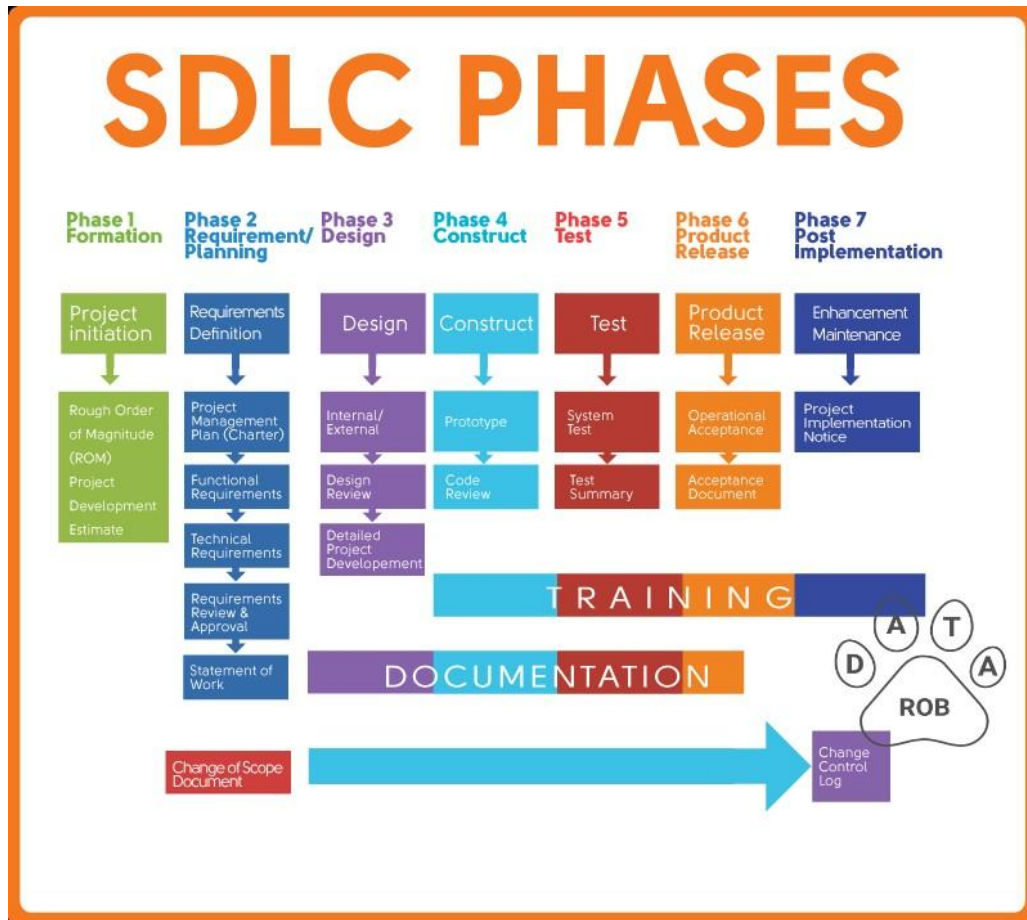 SDLC PHASES
Phase 1
Formation
Phase 2
Requirement/
Planning
Phase 3
Design
Phase 4
Construct
Phase 5
Test
Phase 6
Product
Release
Phase 7
Post
Implementation
Project
initiation
Requirements
Definition
Design
Construct
Test
Product
Release
Enhancement
Maintenance
Rough Order
of Magnitude
(ROM)
Project
Development
Estimate
Project
Management
Plan (Charter)
Internal/
External
Prototype
System
Test
Operational
Acceptance
Project
Implementation
Notice
Functional
Requirements
Design
Review
Code
Review
Test
Summary
Acceptance
Document
Technical
Requirements
Detailed
Project
Developement
Requirements
Review &
Approval
TRAINING
Statement of
Work
DOCUMENTATION
DATA
ROB
Change of Scope
Document
Change
Control
Log